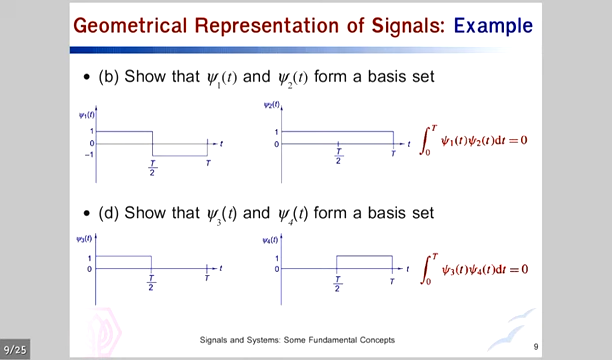 Geometrical Representation of Signals: Example
• (b) Show that ψ₁(t) and ψ₂(t) form a basis set
ψ₁(t)
1
0
−1
T/2
T
t
ψ₂(t)
1
0
T/2
T
t
∫₀ᵀ ψ₁(t)ψ₂(t)dt = 0
• (d) Show that ψ₃(t) and ψ₄(t) form a basis set
ψ₃(t)
1
0
T/2
T
t
ψ₄(t)
1
0
T/2
T
t
∫₀ᵀ ψ₃(t)ψ₄(t)dt = 0
Signals and Systems: Some Fundamental Concepts
9
9/25